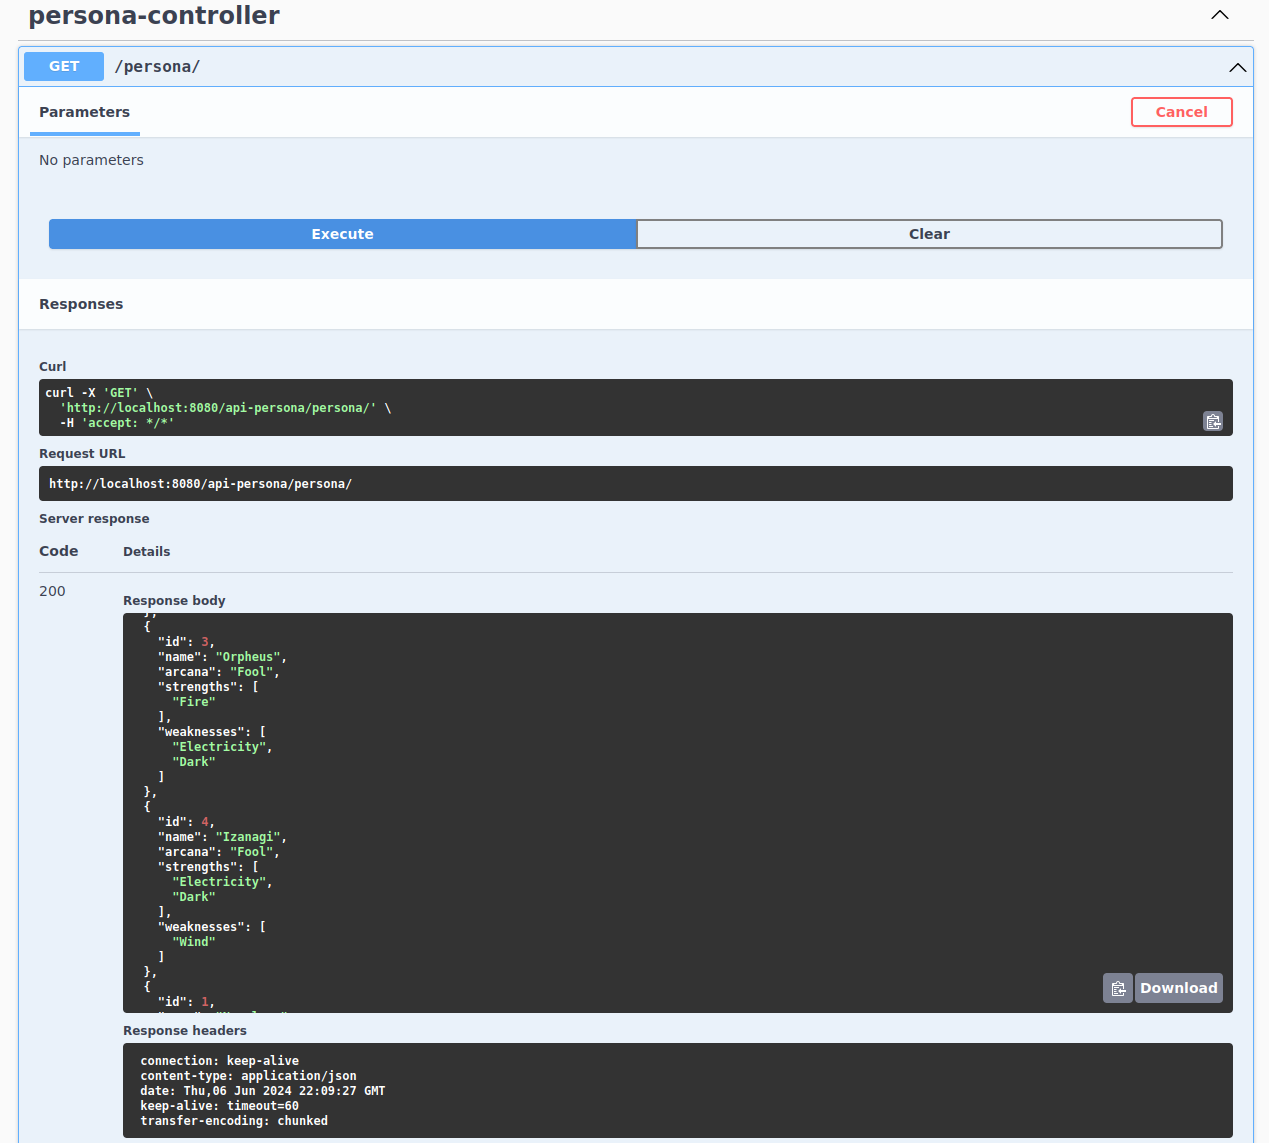 persona-controller
GET /persona/
Parameters
Cancel
No parameters
Execute
Clear
Responses
Curl
curl -X 'GET' \
  'http://localhost:8080/api-persona/persona/' \
  -H 'accept: */*'
Request URL
http://localhost:8080/api-persona/persona/
Server response
Code Details
200
Response body
  },
  {
    "id": 3,
    "name": "Orpheus",
    "arcana": "Fool",
    "strengths": [
      "Fire"
    ],
    "weaknesses": [
      "Electricity",
      "Dark"
    ]
  },
  {
    "id": 4,
    "name": "Izanagi",
    "arcana": "Fool",
    "strengths": [
      "Electricity",
      "Dark"
    ],
    "weaknesses": [
      "Wind"
    ]
  },
  {
    "id": 1,
Download
Response headers
connection: keep-alive
content-type: application/json
date: Thu,06 Jun 2024 22:09:27 GMT
keep-alive: timeout=60
transfer-encoding: chunked